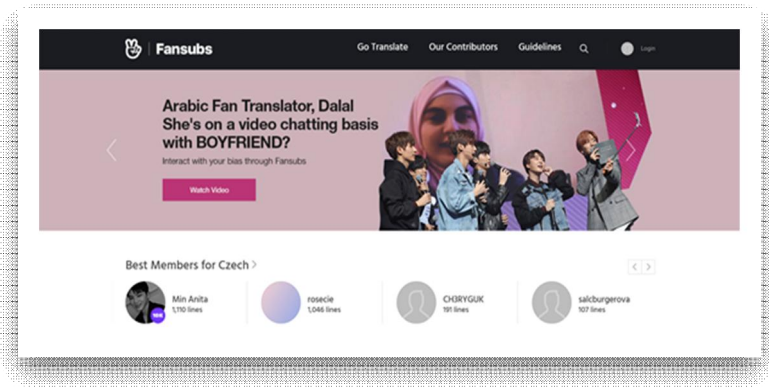 Fansubs
Go Translate
Our Contributors
Guidelines
Login
Arabic Fan Translator, Dalal
She's on a video chatting basis
with BOYFRIEND?
Interact with your bias through Fansubs
Watch Video
Best Members for Czech
Min Anita
1,110 lines
rosecie
1,046 lines
CH3RYGUK
191 lines
salcburgerova
107 lines